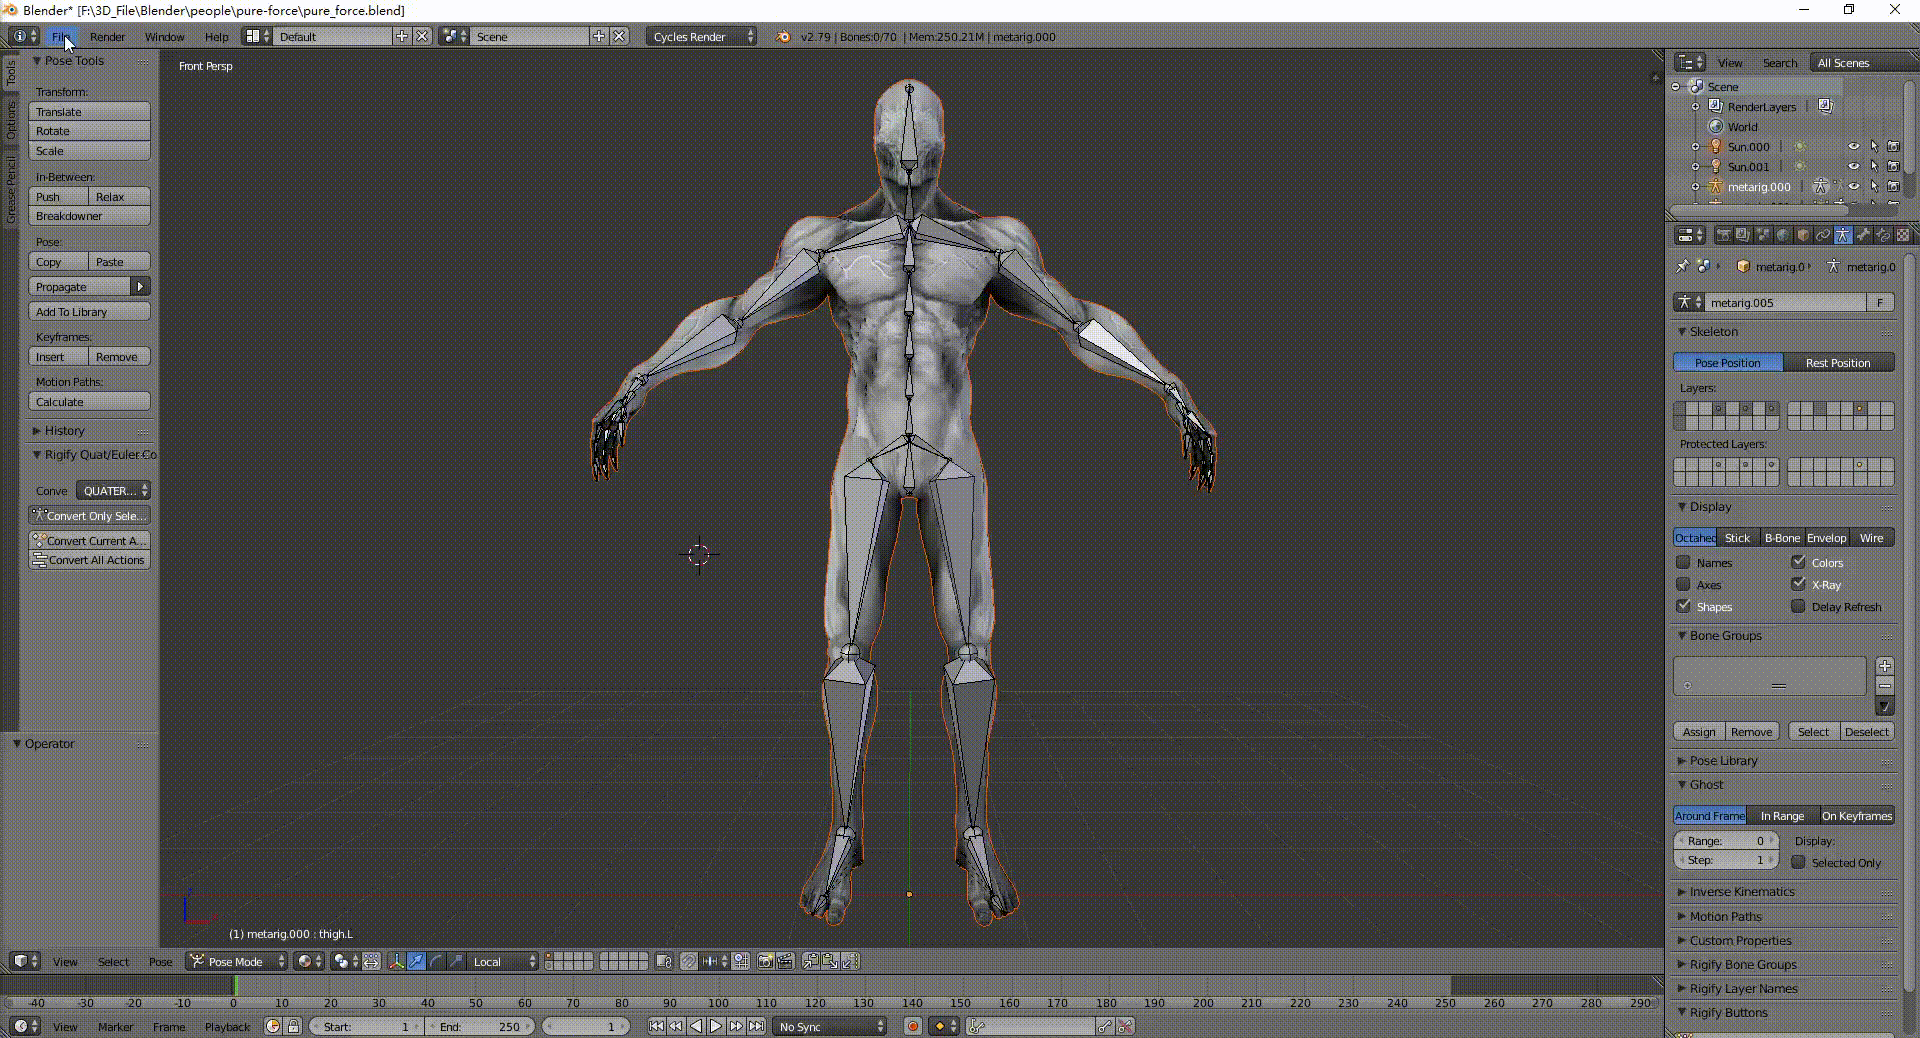 Blender* [F:\3D_File\Blender\people\pure-force\pure_force.blend]
File Render Window Help Default Scene Cycles Render v2.79 | Bones:0/70 | Mem:250.21M | metarig.000
Tools
Options
Grease Pencil
Pose Tools
Transform:
Translate
Rotate
Scale
In-Between:
Push Relax
Breakdowner
Pose:
Copy Paste
Propagate
Add To Library
Keyframes:
Insert Remove
Motion Paths:
Calculate
History
Rigify Quat/Euler Co
Conve QUATER...
Convert Only Sele...
Convert Current A...
Convert All Actions
Operator
Front Persp
(1) metarig.000 : thigh.L
View Search All Scenes
Scene
RenderLayers
World
Sun.000
Sun.001
metarig.000
metarig.0 metarig.0
metarig.005 F
Skeleton
Pose Position Rest Position
Layers:
Protected Layers:
Display
Octahed Stick B-Bone Envelop Wire
Names Colors
Axes X-Ray
Shapes Delay Refresh
Bone Groups
Assign Remove Select Deselect
Pose Library
Ghost
Around Frame In Range On Keyframes
Range: 0 Display:
Step: 1 Selected Only
Inverse Kinematics
Motion Paths
Custom Properties
Rigify Bone Groups
Rigify Layer Names
Rigify Buttons
View Select Pose Pose Mode Local
-40 -30 -20 -10 0 10 20 30 40 50 60 70 80 90 100 110 120 130 140 150 160 170 180 190 200 210 220 230 240 250 260 270 280 290
View Marker Frame Playback Start: 1 End: 250 1 No Sync